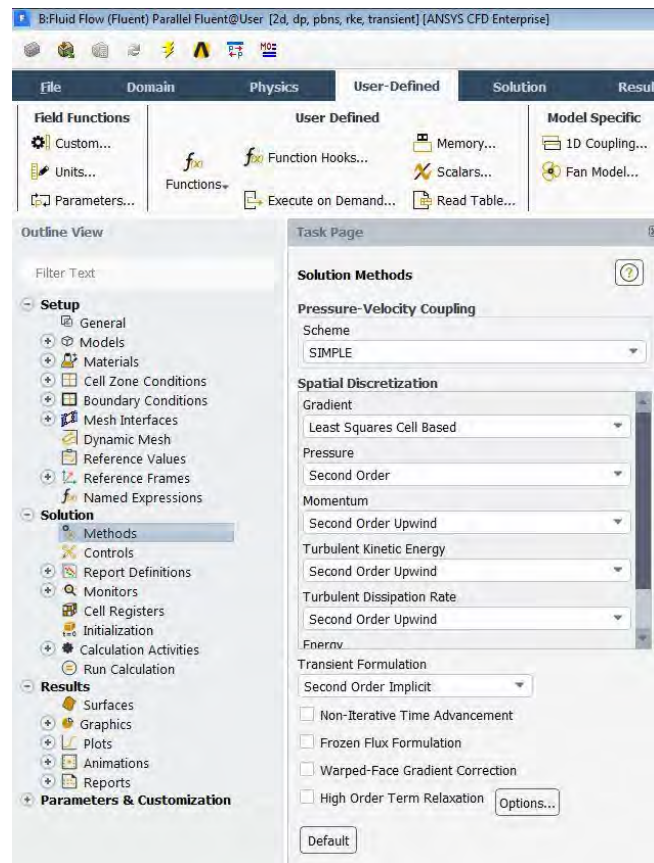 B:Fluid Flow (Fluent) Parallel Fluent@User [2d, dp, pbns, rke, transient] [ANSYS CFD Enterprise]
File Domain Physics User-Defined Solution Resul
Field Functions User Defined Model Specific
Custom...
Units...
Parameters...
Functions
Function Hooks...
Execute on Demand...
Memory...
Scalars...
Read Table...
1D Coupling...
Fan Model...
Outline View
Filter Text
Setup
General
Models
Materials
Cell Zone Conditions
Boundary Conditions
Mesh Interfaces
Dynamic Mesh
Reference Values
Reference Frames
Named Expressions
Solution
Methods
Controls
Report Definitions
Monitors
Cell Registers
Initialization
Calculation Activities
Run Calculation
Results
Surfaces
Graphics
Plots
Animations
Reports
Parameters & Customization
Task Page
Solution Methods
Pressure-Velocity Coupling
Scheme
SIMPLE
Spatial Discretization
Gradient
Least Squares Cell Based
Pressure
Second Order
Momentum
Second Order Upwind
Turbulent Kinetic Energy
Second Order Upwind
Turbulent Dissipation Rate
Second Order Upwind
Energy
Transient Formulation
Second Order Implicit
Non-Iterative Time Advancement
Frozen Flux Formulation
Warped-Face Gradient Correction
High Order Term Relaxation Options...
Default